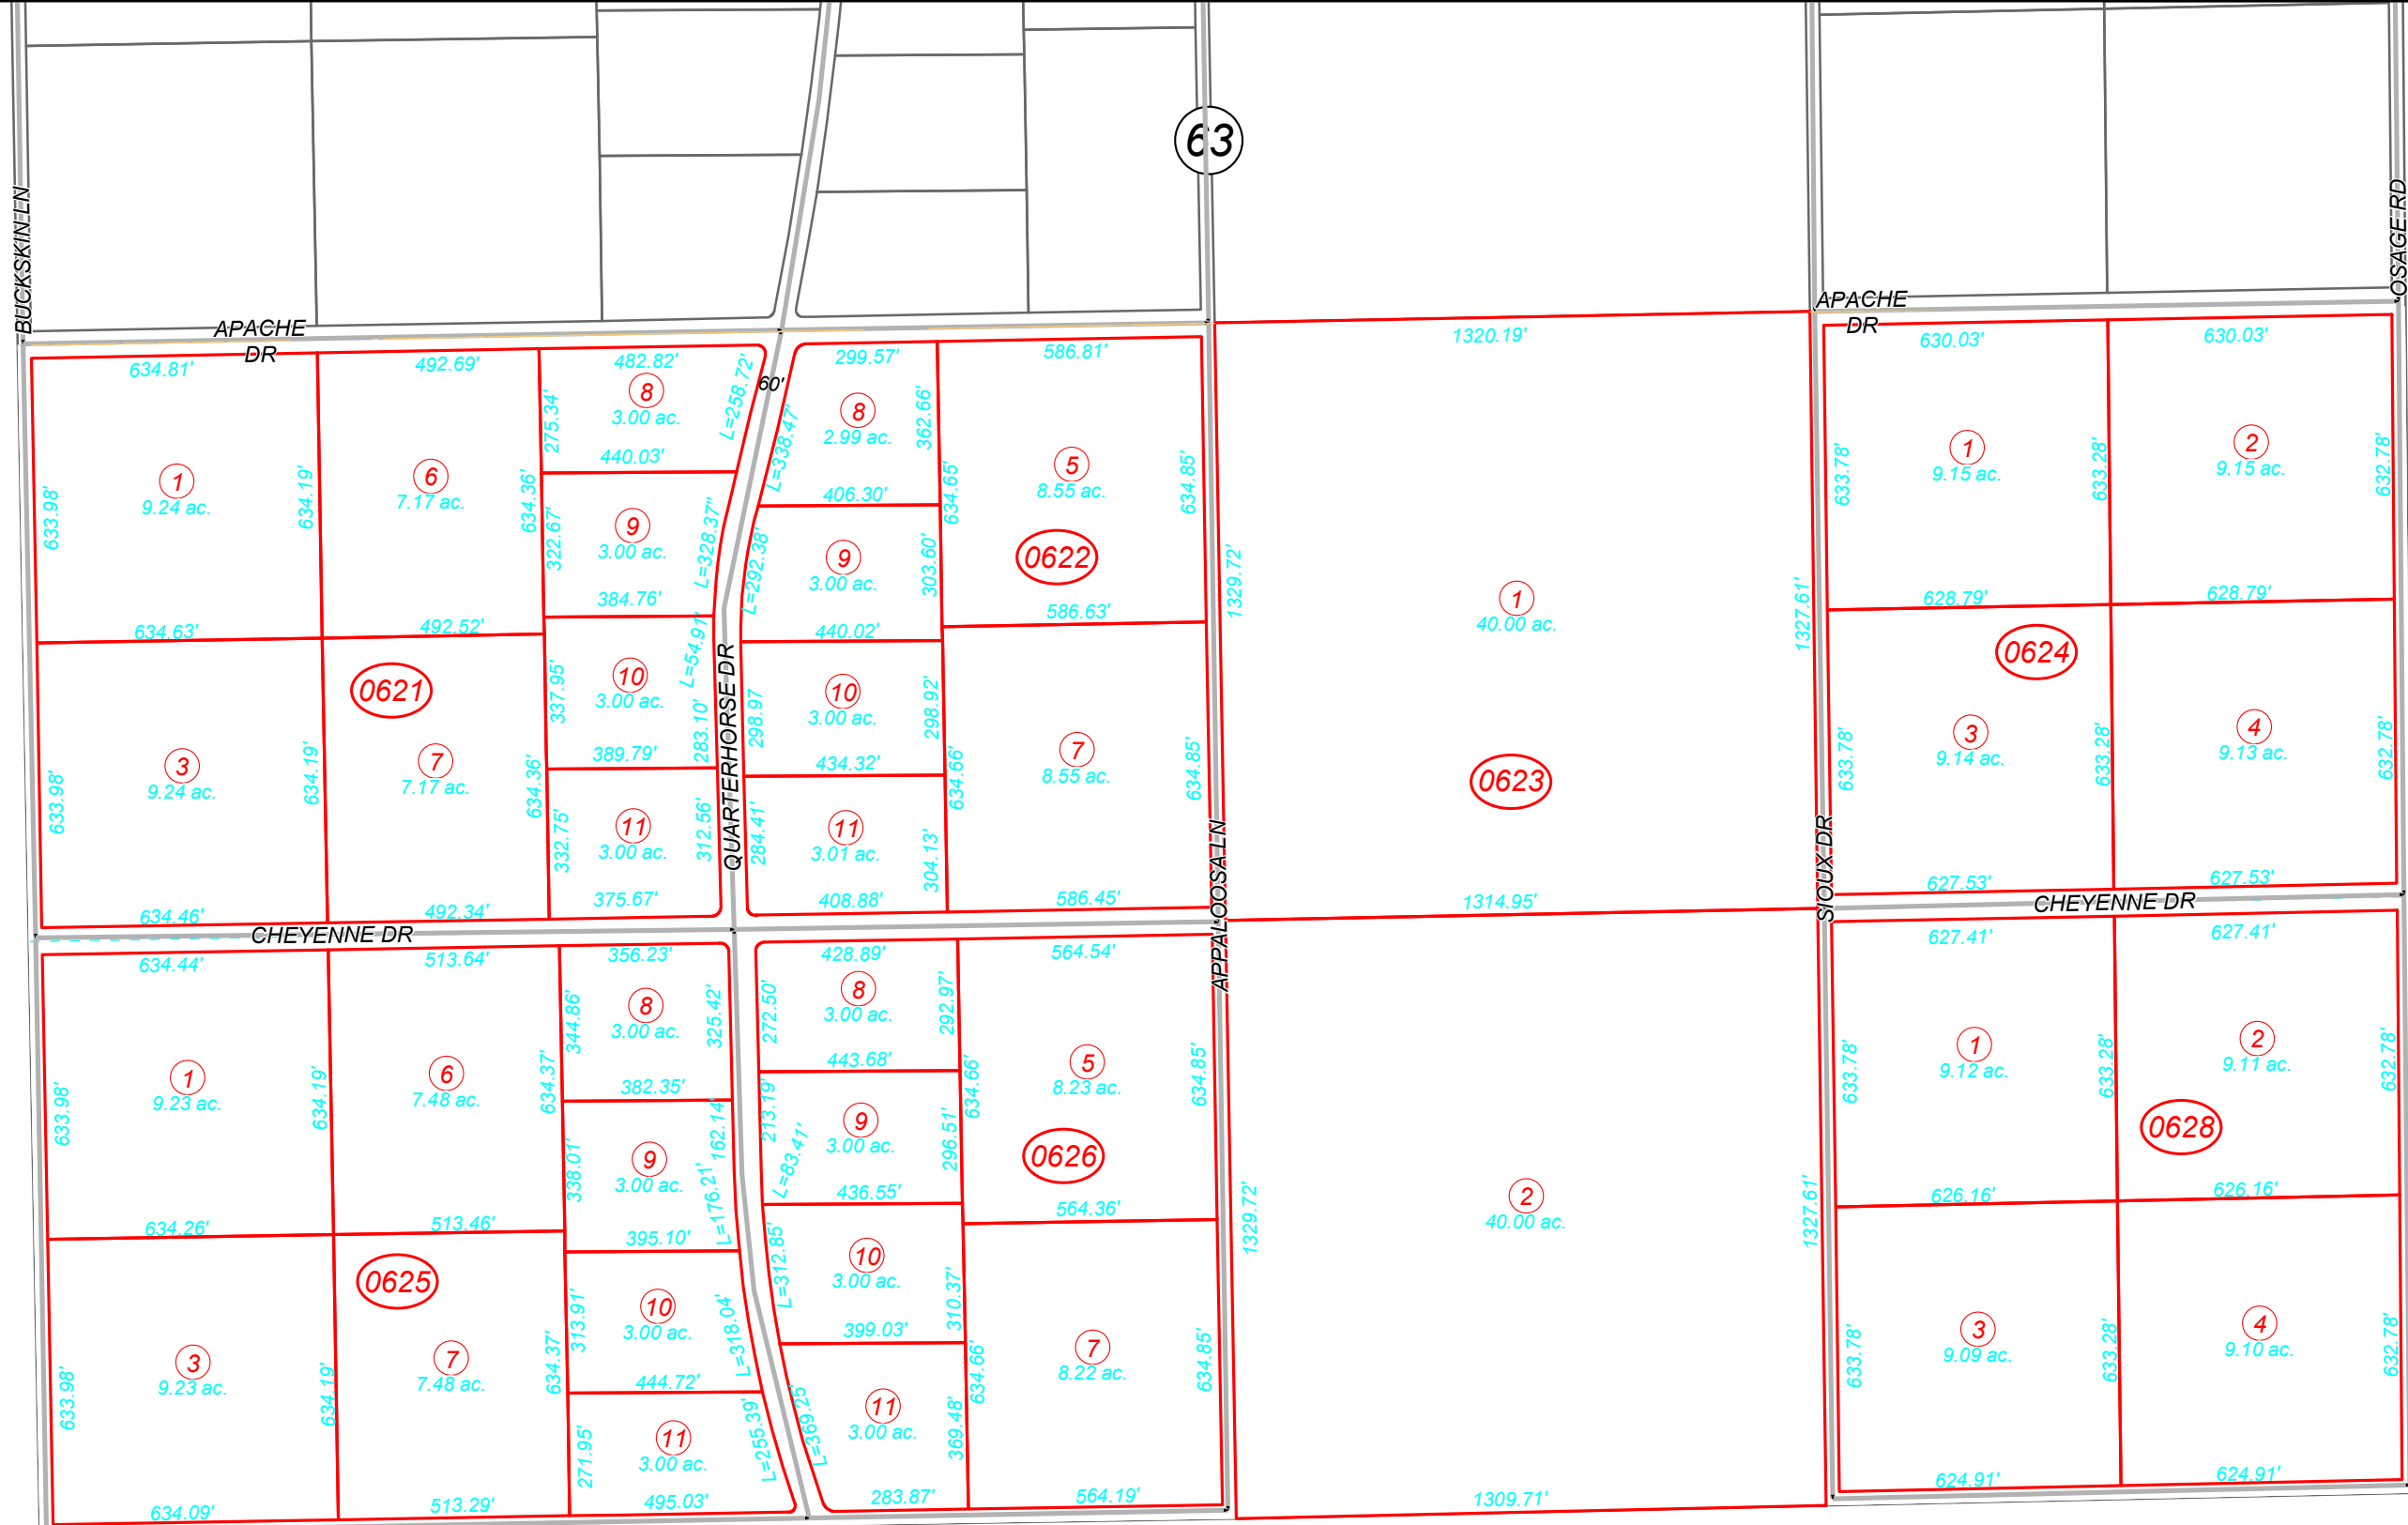 63
BUCKSKIN LN
OSAGE RD
APACHE
DR
APACHE
DR
634.81'
492.69'
482.82'
L=258.72'
60'
299.57'
586.81'
1320.19'
630.03'
630.03'
8
3.00 ac.
275.34'
440.03'
L=338.47'
8
2.99 ac.
362.66'
5
8.55 ac.
634.65'
634.85'
1
9.24 ac.
633.98'
634.19'
6
7.17 ac.
634.36'
406.30'
1
9.15 ac.
633.78'
633.28'
2
9.15 ac.
632.78'
9
3.00 ac.
322.67'
L=328.37"
384.76'
L=292.38'
9
3.00 ac.
303.60'
0622
1329.72'
1
40.00 ac.
1327.61'
634.63'
492.52'
440.02'
586.63'
628.79'
628.79'
0621
10
3.00 ac.
337.95'
L=54.91'
283.10'
389.79'
QUARTERHORSE DR
298.97
10
3.00 ac.
298.92'
434.32'
0624
3
9.24 ac.
633.98'
634.19'
7
7.17 ac.
634.36'
634.66'
7
8.55 ac.
634.85'
0623
3
9.14 ac.
633.78'
633.28'
4
9.13 ac.
632.78'
11
3.00 ac.
332.75'
312.56'
284.41'
11
3.01 ac.
304.13'
APPALOOSA LN
SIOUX DR
634.46'
492.34'
375.67'
408.88'
586.45'
1314.95'
627.53'
627.53'
CHEYENNE DR
CHEYENNE DR
634.44'
513.64'
356.23'
428.89'
564.54'
627.41'
627.41'
8
3.00 ac.
344.86'
325.42'
382.35'
272.50'
8
3.00 ac.
292.97'
443.68'
1
9.23 ac.
633.98'
634.19'
6
7.48 ac.
634.37'
5
8.23 ac.
634.66'
634.85'
0626
1
9.12 ac.
633.78'
633.28'
2
9.11 ac.
632.78'
0628
9
3.00 ac.
338.01'
162.14'
L=176.21'
395.10'
213.19'
L=83.41'
9
3.00 ac.
296.51'
436.55'
634.26'
513.46'
564.36'
2
40.00 ac.
1329.72'
1327.61'
626.16'
626.16'
0625
10
3.00 ac.
313.91'
L=318.04'
444.72'
L=312.85'
10
3.00 ac.
310.37'
399.03'
3
9.23 ac.
633.98'
634.19'
7
7.48 ac.
634.37'
7
8.22 ac.
634.66'
634.85'
3
9.09 ac.
633.78'
633.28'
4
9.10 ac.
632.78'
11
3.00 ac.
271.95'
L=255.39'
L=369.25'
11
3.00 ac.
369.48'
634.09'
513.29'
495.03'
283.87'
564.19'
1309.71'
624.91'
624.91'